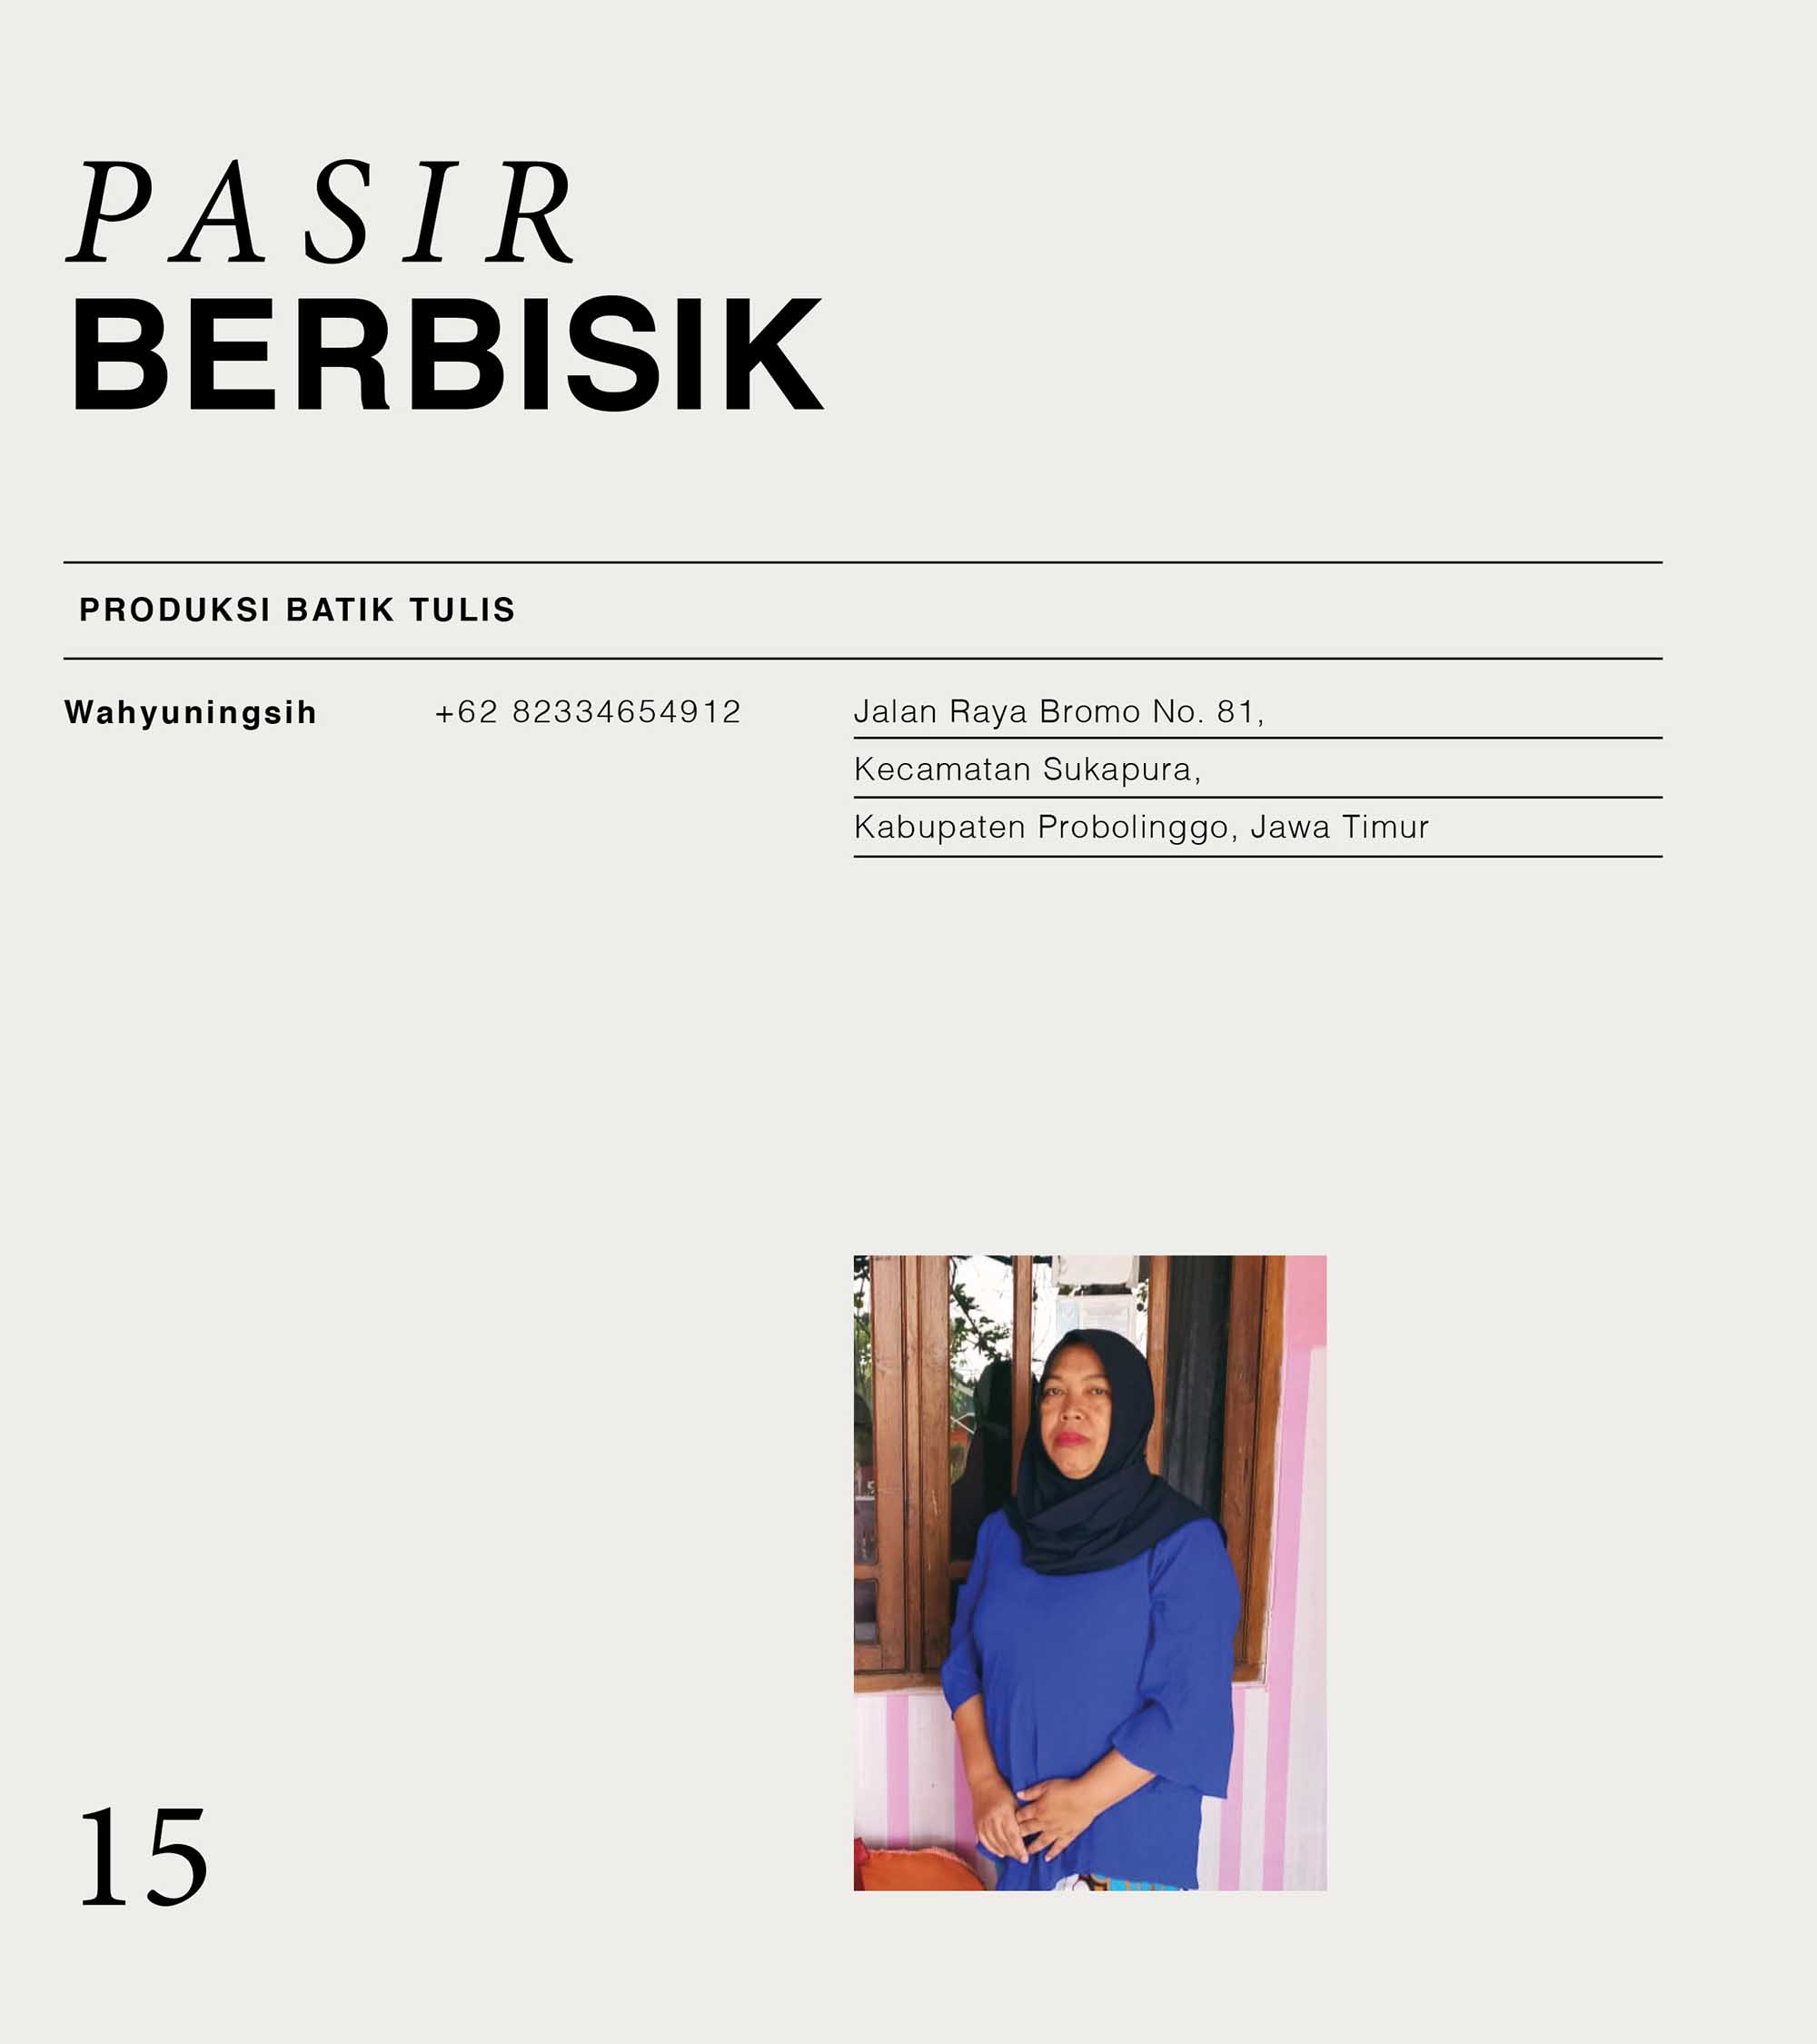 PASIR
BERBISIK
PRODUKSI BATIK TULIS
Wahyuningsih
+62 82334654912
Jalan Raya Bromo No. 81,
Kecamatan Sukapura,
Kabupaten Probolinggo, Jawa Timur
15